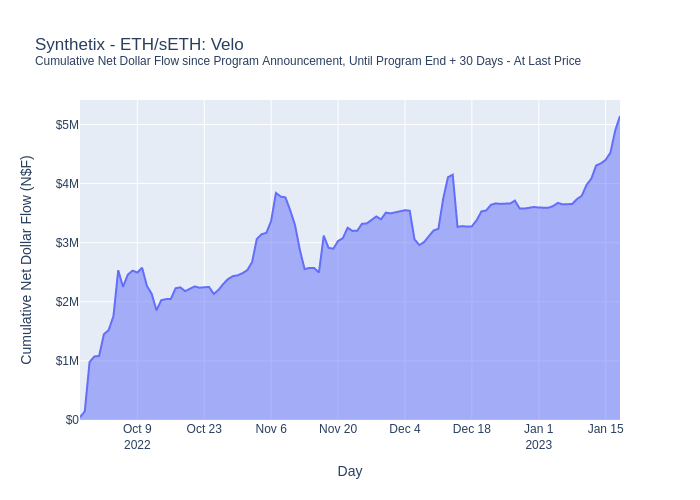 Synthetix - ETH/sETH: Velo
Cumulative Net Dollar Flow since Program Announcement, Until Program End + 30 Days - At Last Price
Cumulative Net Dollar Flow (N$F)
$5M
$4M
$3M
$2M
$1M
$0
Oct 9
2022
Oct 23
Nov 6
Nov 20
Dec 4
Dec 18
Jan 1
2023
Jan 15
Day